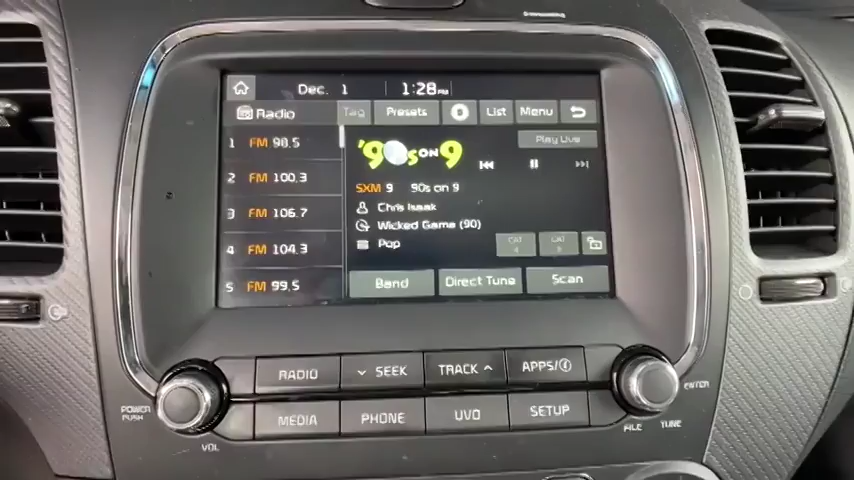 Dec. 1 1:28 PM
Radio Tag Presets List Menu
1 FM 98.5
2 FM 100.3
3 FM 106.7
4 FM 104.3
5 FM 99.5
Play Live
'90s ON 9
SXM 9 90s on 9
Chris Isaak
Wicked Game (90)
Pop
CAT
CAT
Band Direct Tune Scan
RADIO SEEK TRACK APPS/i
MEDIA PHONE UVO SETUP
POWER
PUSH
VOL
ENTER
FILE TUNE